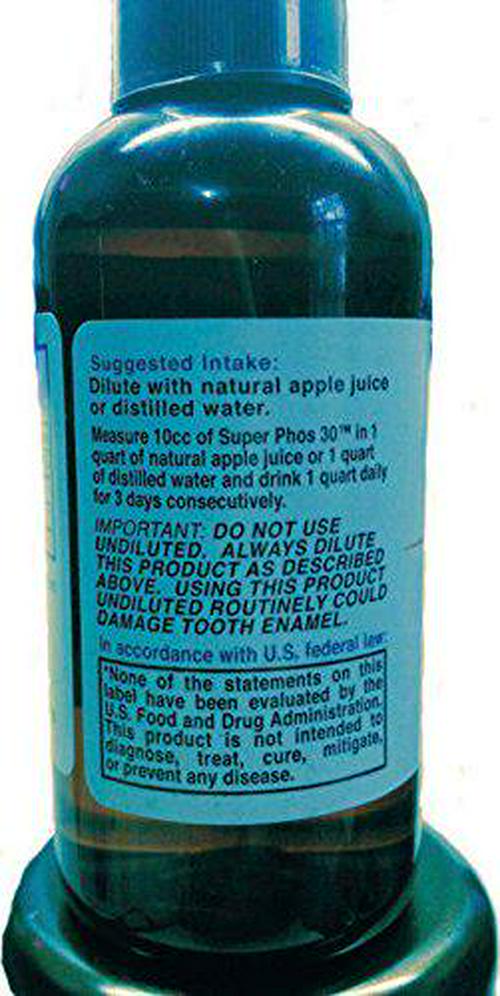 Suggested Intake:
Dilute with natural apple juice
or distilled water.
Measure 10cc of Super Phos 30™ in 1
quart of natural apple juice or 1 quart
of distilled water and drink 1 quart daily
for 3 days consecutively.
IMPORTANT: DO NOT USE
UNDILUTED. ALWAYS DILUTE
THIS PRODUCT AS DESCRIBED
ABOVE. USING THIS PRODUCT
UNDILUTED ROUTINELY COULD
DAMAGE TOOTH ENAMEL.
In accordance with U.S. federal law:
*None of the statements on this
label have been evaluated by the
U.S. Food and Drug Administration.
This product is not intended to
diagnose, treat, cure, mitigate,
or prevent any disease.